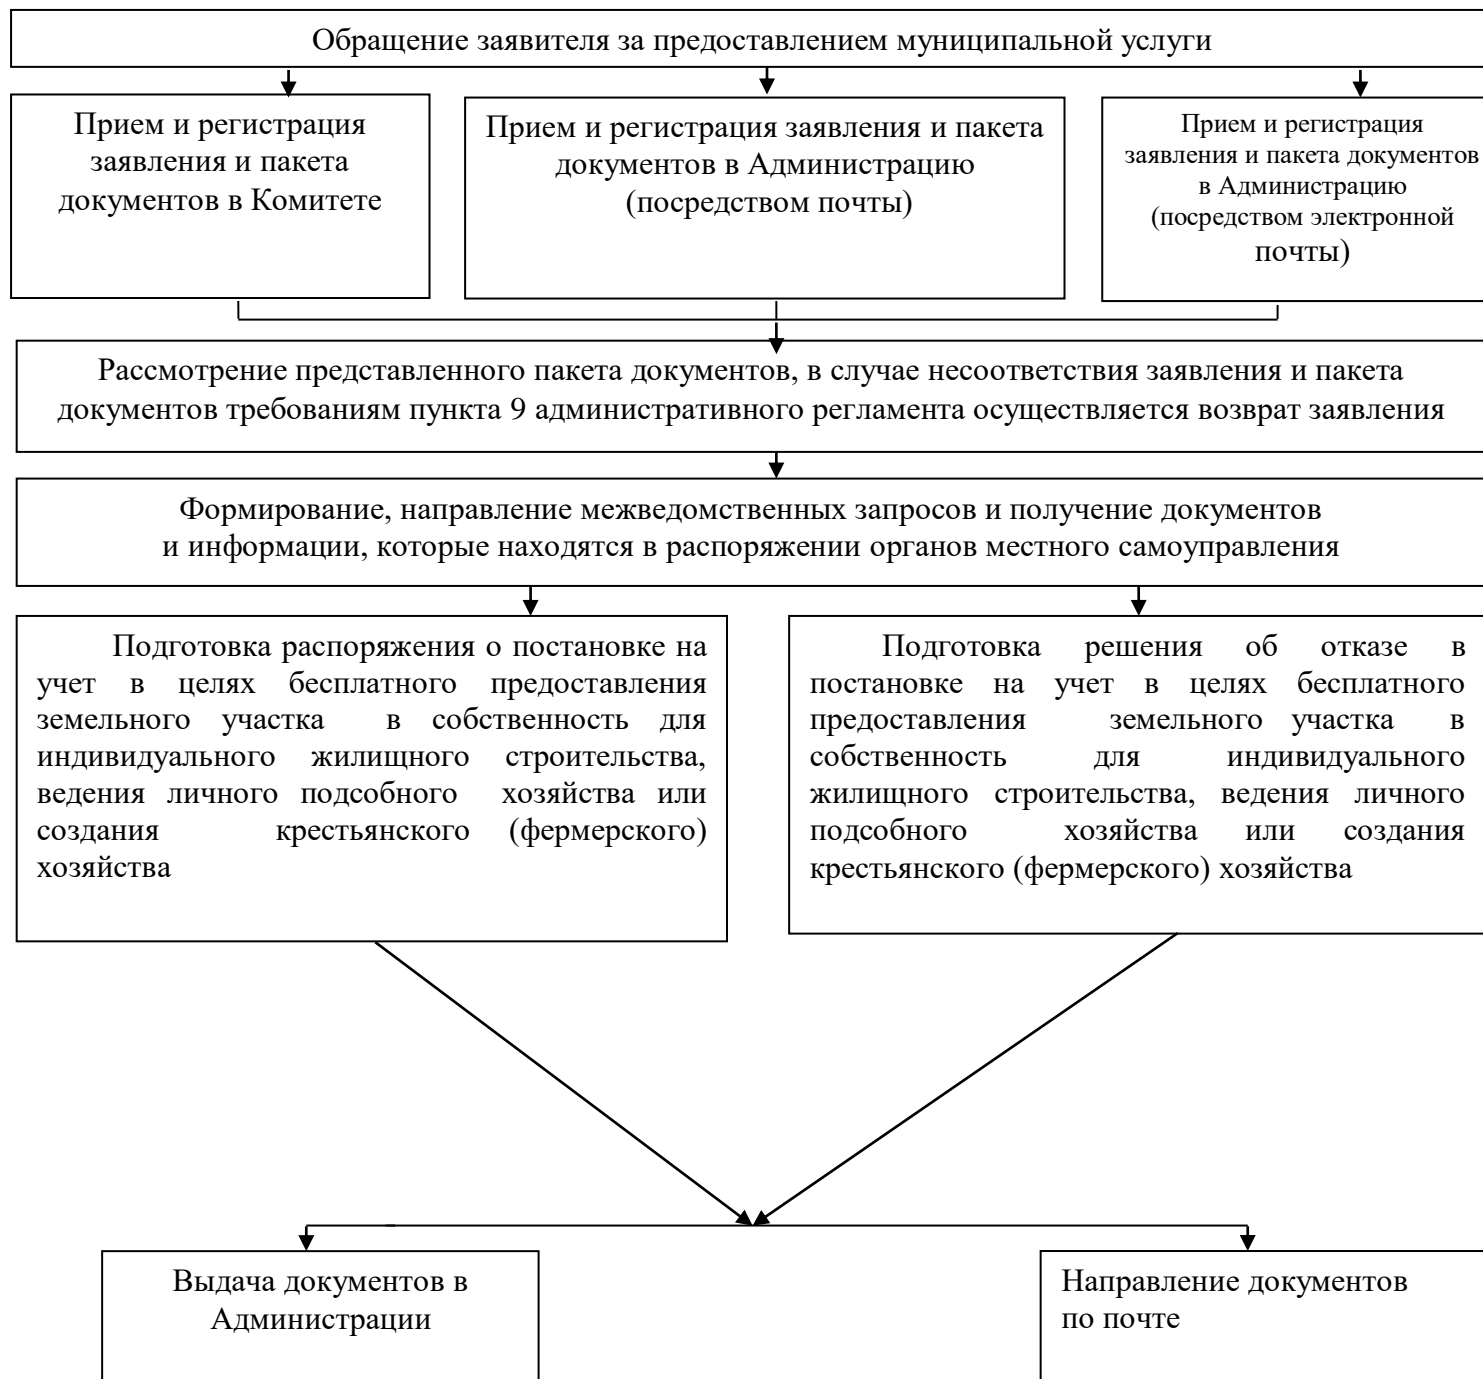 Обращение заявителя за предоставлением муниципальной услуги
Прием и регистрация
заявления и пакета
документов в Комитете
Прием и регистрация заявления и пакета
документов в Администрацию
(посредством почты)
Прием и регистрация
заявления и пакета документов
в Администрацию
(посредством электронной
почты)
Рассмотрение представленного пакета документов, в случае несоответствия заявления и пакета
документов требованиям пункта 9 административного регламента осуществляется возврат заявления
Формирование, направление межведомственных запросов и получение документов
и информации, которые находятся в распоряжении органов местного самоуправления
Подготовка распоряжения о постановке на
учет в целях бесплатного предоставления
земельного участка в собственность для
индивидуального жилищного строительства,
ведения личного подсобного хозяйства или
создания крестьянского (фермерского)
хозяйства
Подготовка решения об отказе в
постановке на учет в целях бесплатного
предоставления земельного участка в
собственность для индивидуального
жилищного строительства, ведения личного
подсобного хозяйства или создания
крестьянского (фермерского) хозяйства
Выдача документов в
Администрации
Направление документов
по почте